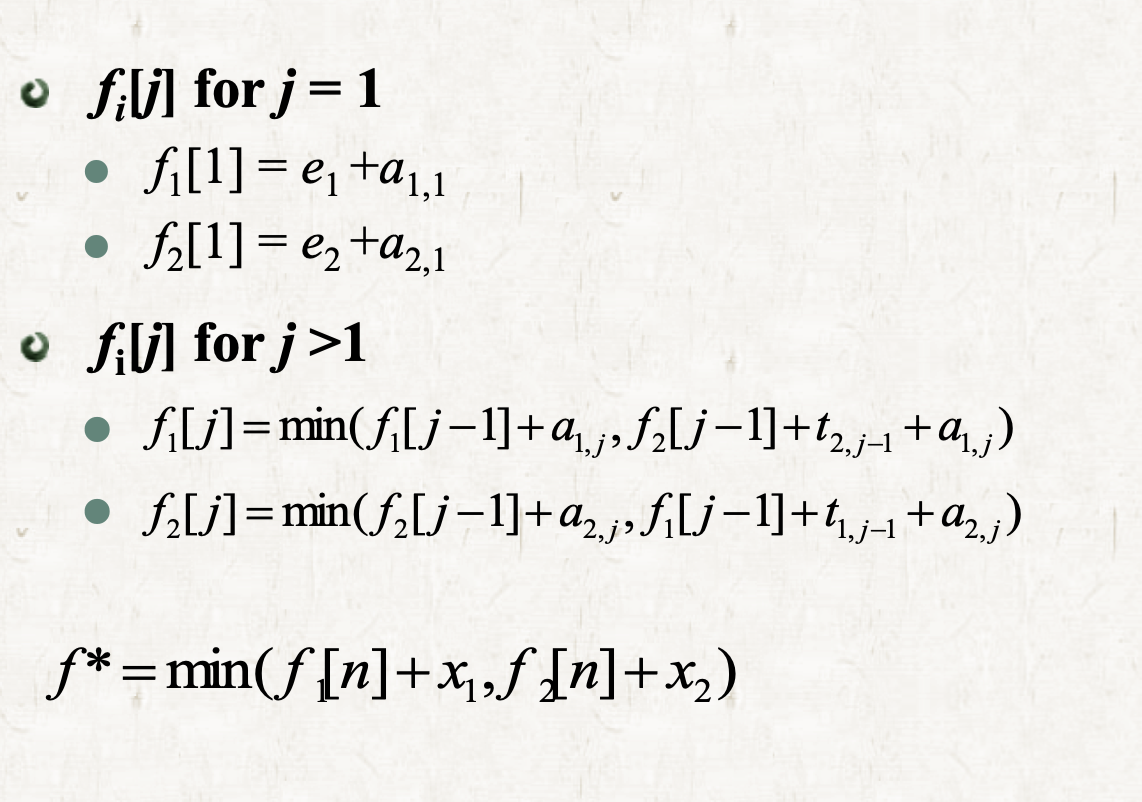 fᵢ[j] for j = 1
f₁[1] = e₁ +a₁,₁
f₂[1] = e₂ +a₂,₁
fᵢ[j] for j >1
f₁[j] = min(f₁[j−1]+a₁,ⱼ, f₂[j−1]+t₂,ⱼ₋₁ +a₁,ⱼ)
f₂[j] = min(f₂[j−1]+a₂,ⱼ, f₁[j−1]+t₁,ⱼ₋₁ +a₂,ⱼ)
f* = min(f₁[n]+x₁, f₂[n]+x₂)